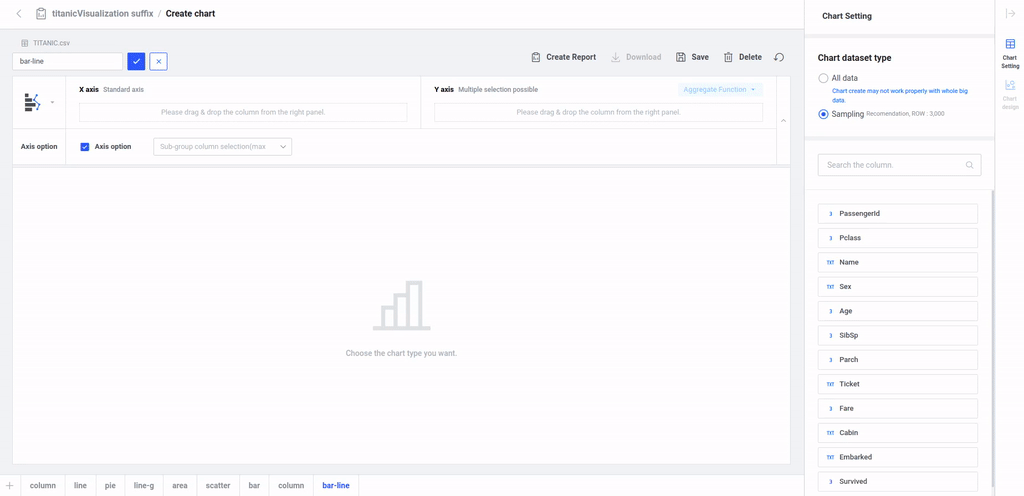 titanicVisualization suffix / Create chart
TITANIC.csv
bar-line
Create Report
Download
Save
Delete
X axis Standard axis
Please drag & drop the column from the right panel.
Y axis Multiple selection possible
Aggregate Function
Please drag & drop the column from the right panel.
Axis option
Axis option
Sub-group column selection(max
Choose the chart type you want.
column
line
pie
line-g
area
scatter
bar
column
bar-line
Chart Setting
Chart dataset type
All data
Chart create may not work properly with whole big
data.
Sampling Recomendation, ROW : 3,000
Search the column.
3 PassengerId
3 Pclass
TXT Name
TXT Sex
3 Age
3 SibSp
3 Parch
TXT Ticket
3 Fare
TXT Cabin
TXT Embarked
3 Survived
Chart
Setting
Chart
design